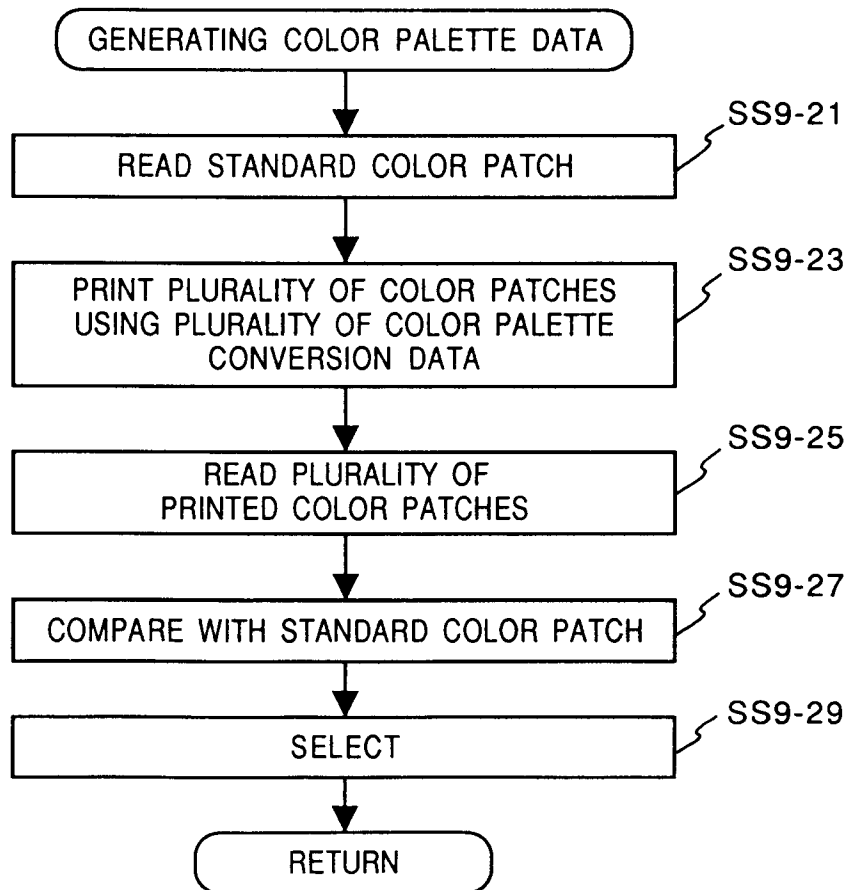 GENERATING COLOR PALETTE DATA
SS9-21
READ STANDARD COLOR PATCH
SS9-23
PRINT PLURALITY OF COLOR PATCHES
USING PLURALITY OF COLOR PALETTE
CONVERSION DATA
SS9-25
READ PLURALITY OF
PRINTED COLOR PATCHES
SS9-27
COMPARE WITH STANDARD COLOR PATCH
SS9-29
SELECT
RETURN